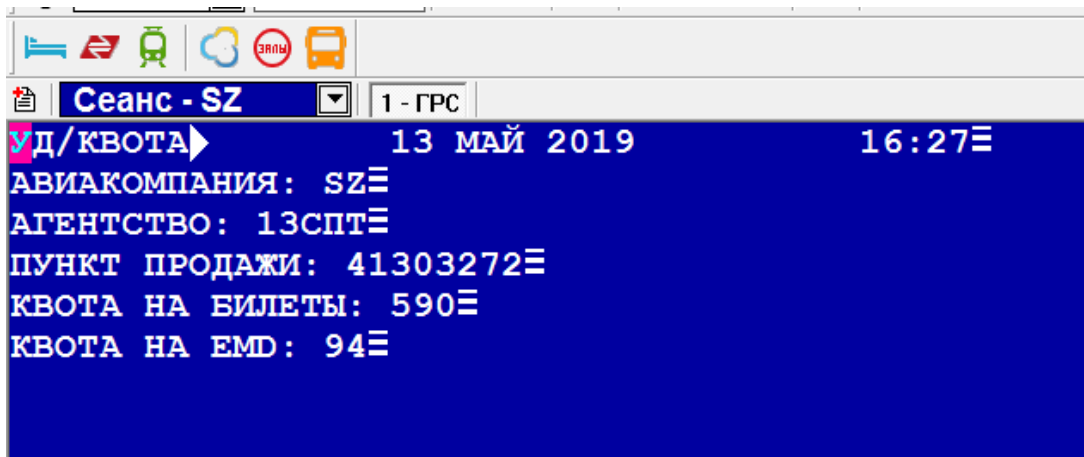 ЗАЛЫ
Сеанс - SZ 1 - ГРС
УД/КВОТА 13 МАЙ 2019 16:27
АВИАКОМПАНИЯ: SZ
АГЕНТСТВО: 13СПТ
ПУНКТ ПРОДАЖИ: 41303272
КВОТА НА БИЛЕТЫ: 590
КВОТА НА EMD: 94